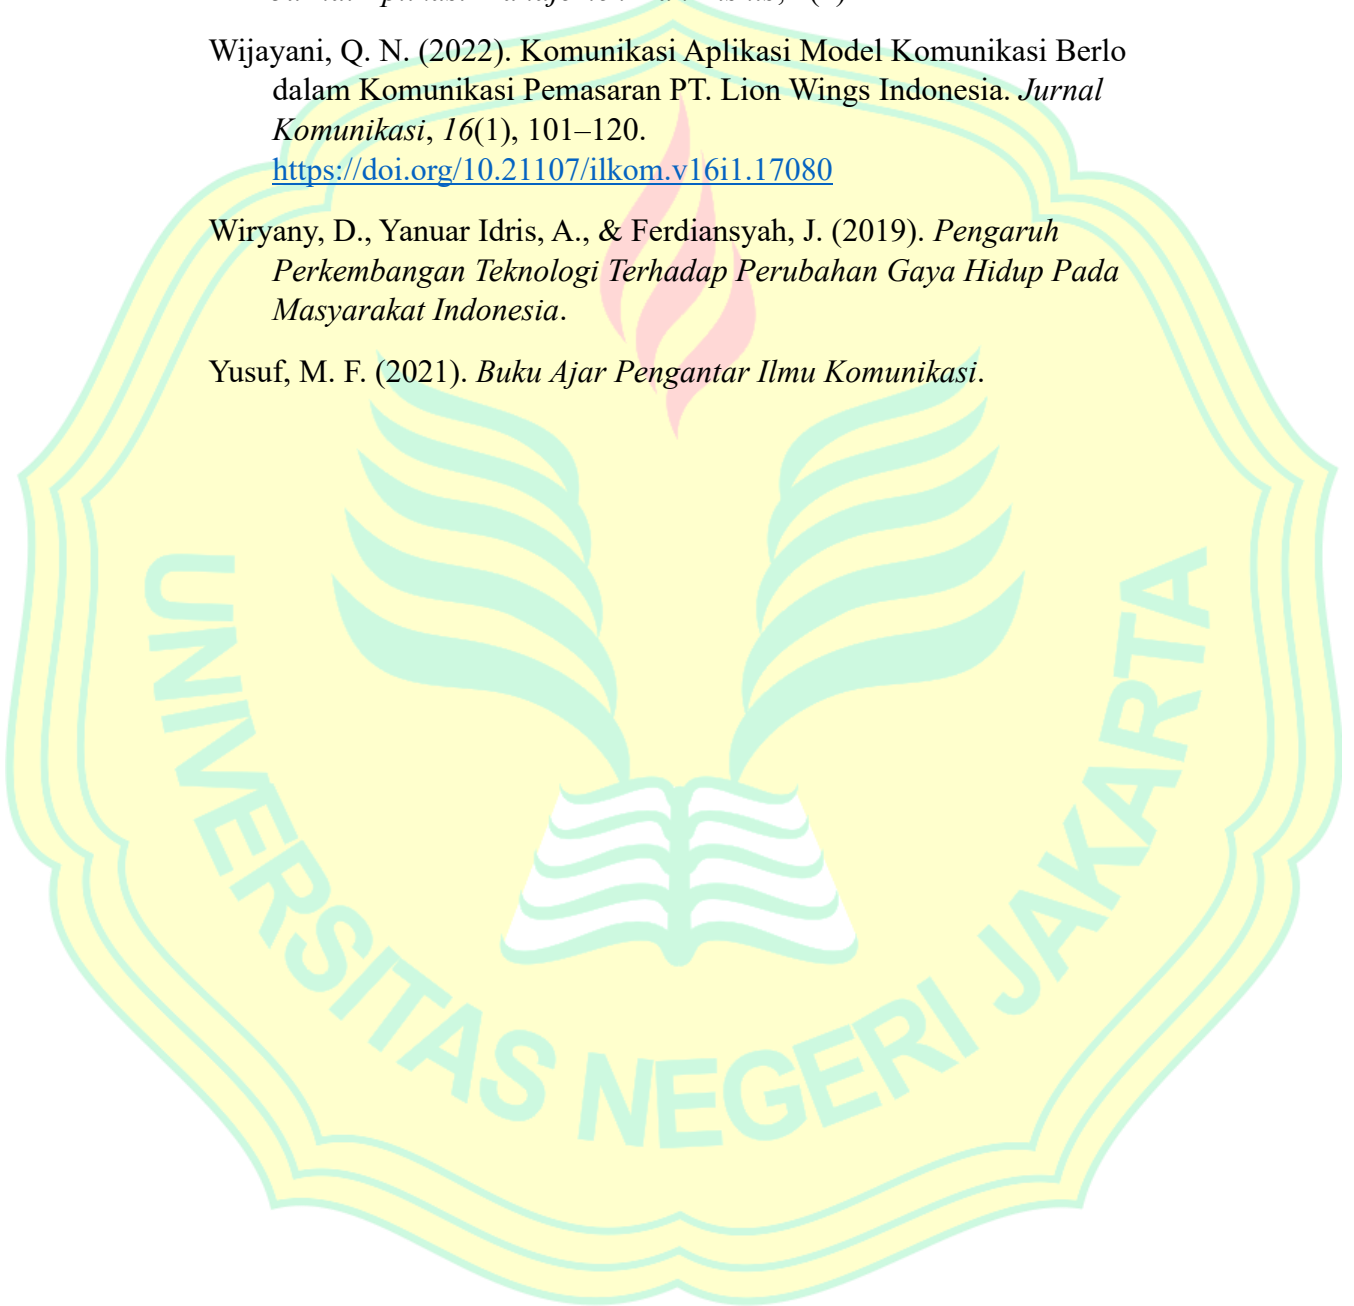 Wijayani, Q. N. (2022). Komunikasi Aplikasi Model Komunikasi Berlo
dalam Komunikasi Pemasaran PT. Lion Wings Indonesia. Jurnal
Komunikasi, 16(1), 101–120.
https://doi.org/10.21107/ilkom.v16i1.17080
Wiryany, D., Yanuar Idris, A., & Ferdiansyah, J. (2019). Pengaruh
Perkembangan Teknologi Terhadap Perubahan Gaya Hidup Pada
Masyarakat Indonesia.
Yusuf, M. F. (2021). Buku Ajar Pengantar Ilmu Komunikasi.
UNIVERSITAS NEGERI JAKARTA